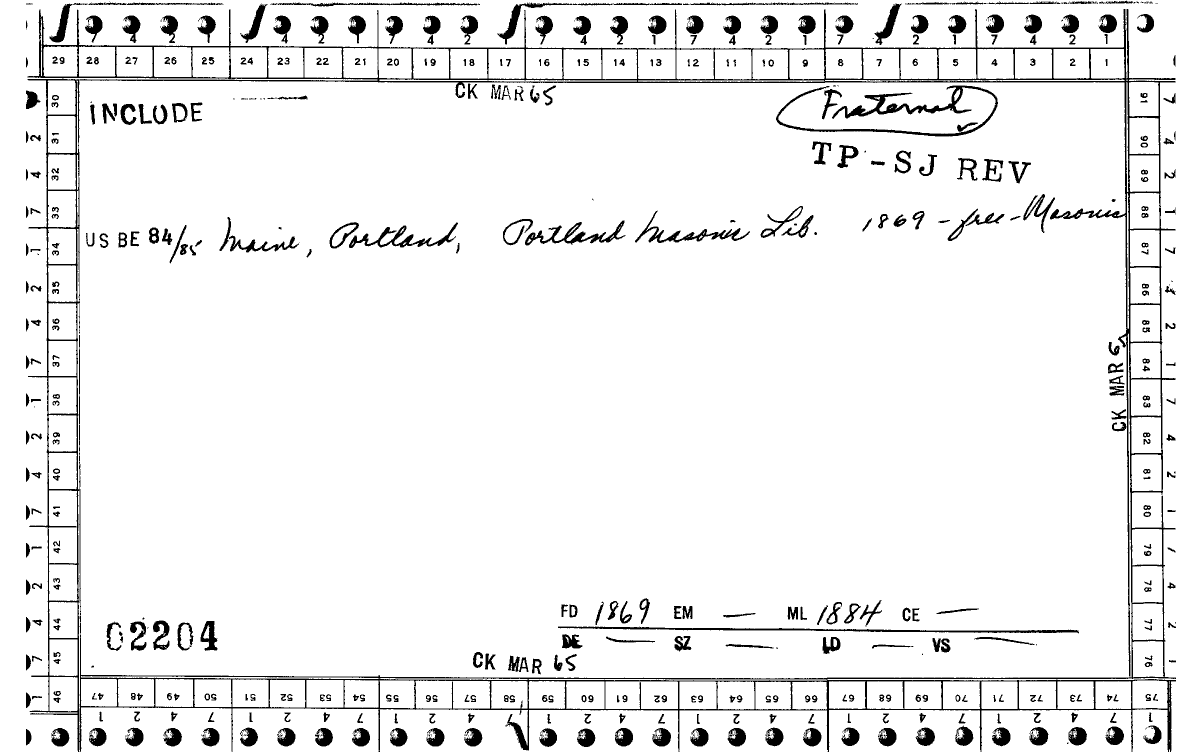 7 4 2 1 7 4 2 1 7 4 2 1 7 4 2 1 7 4 2 1 7 4 2 1 7 4 2 1
29 28 27 26 25 24 23 22 21 20 19 18 17 16 15 14 13 12 11 10 9 8 7 6 5 4 3 2 1
CK MAR 65
INCLUDE
Fraternal
TP-SJ REV
US BE 84/85 Maine, Portland, Portland Masonic Lib. 1869 - free - Masonic
30 31 32 33 34 35 36 37 38 39 40 41 42 43 44 45 46
91 90 89 88 87 86 85 84 83 82 81 80 79 78 77 76 75
CK MAR 65
FD 1869 EM — ML 1884 CE —
02204
DE — SZ — LD — VS —
CK MAR 65
47 48 49 50 51 52 53 54 55 56 57 58 59 60 61 62 63 64 65 66 67 68 69 70 71 72 73 74
1 2 4 7 1 2 4 7 1 2 4 7 1 2 4 7 1 2 4 7 1 2 4 7 1 2 4 7 1